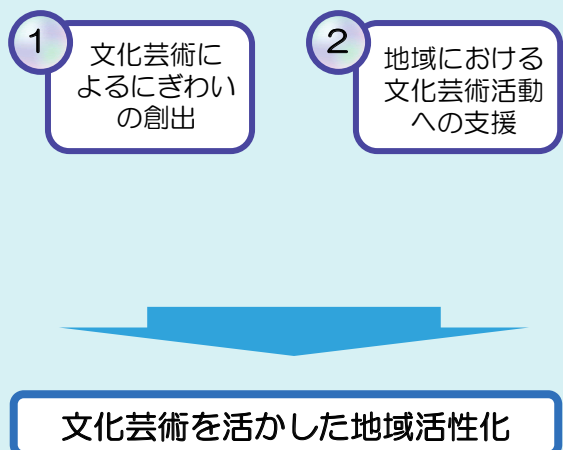 1
文化芸術に
よるにぎわい
の創出
2
地域における
文化芸術活動
への支援
文化芸術を活かした地域活性化